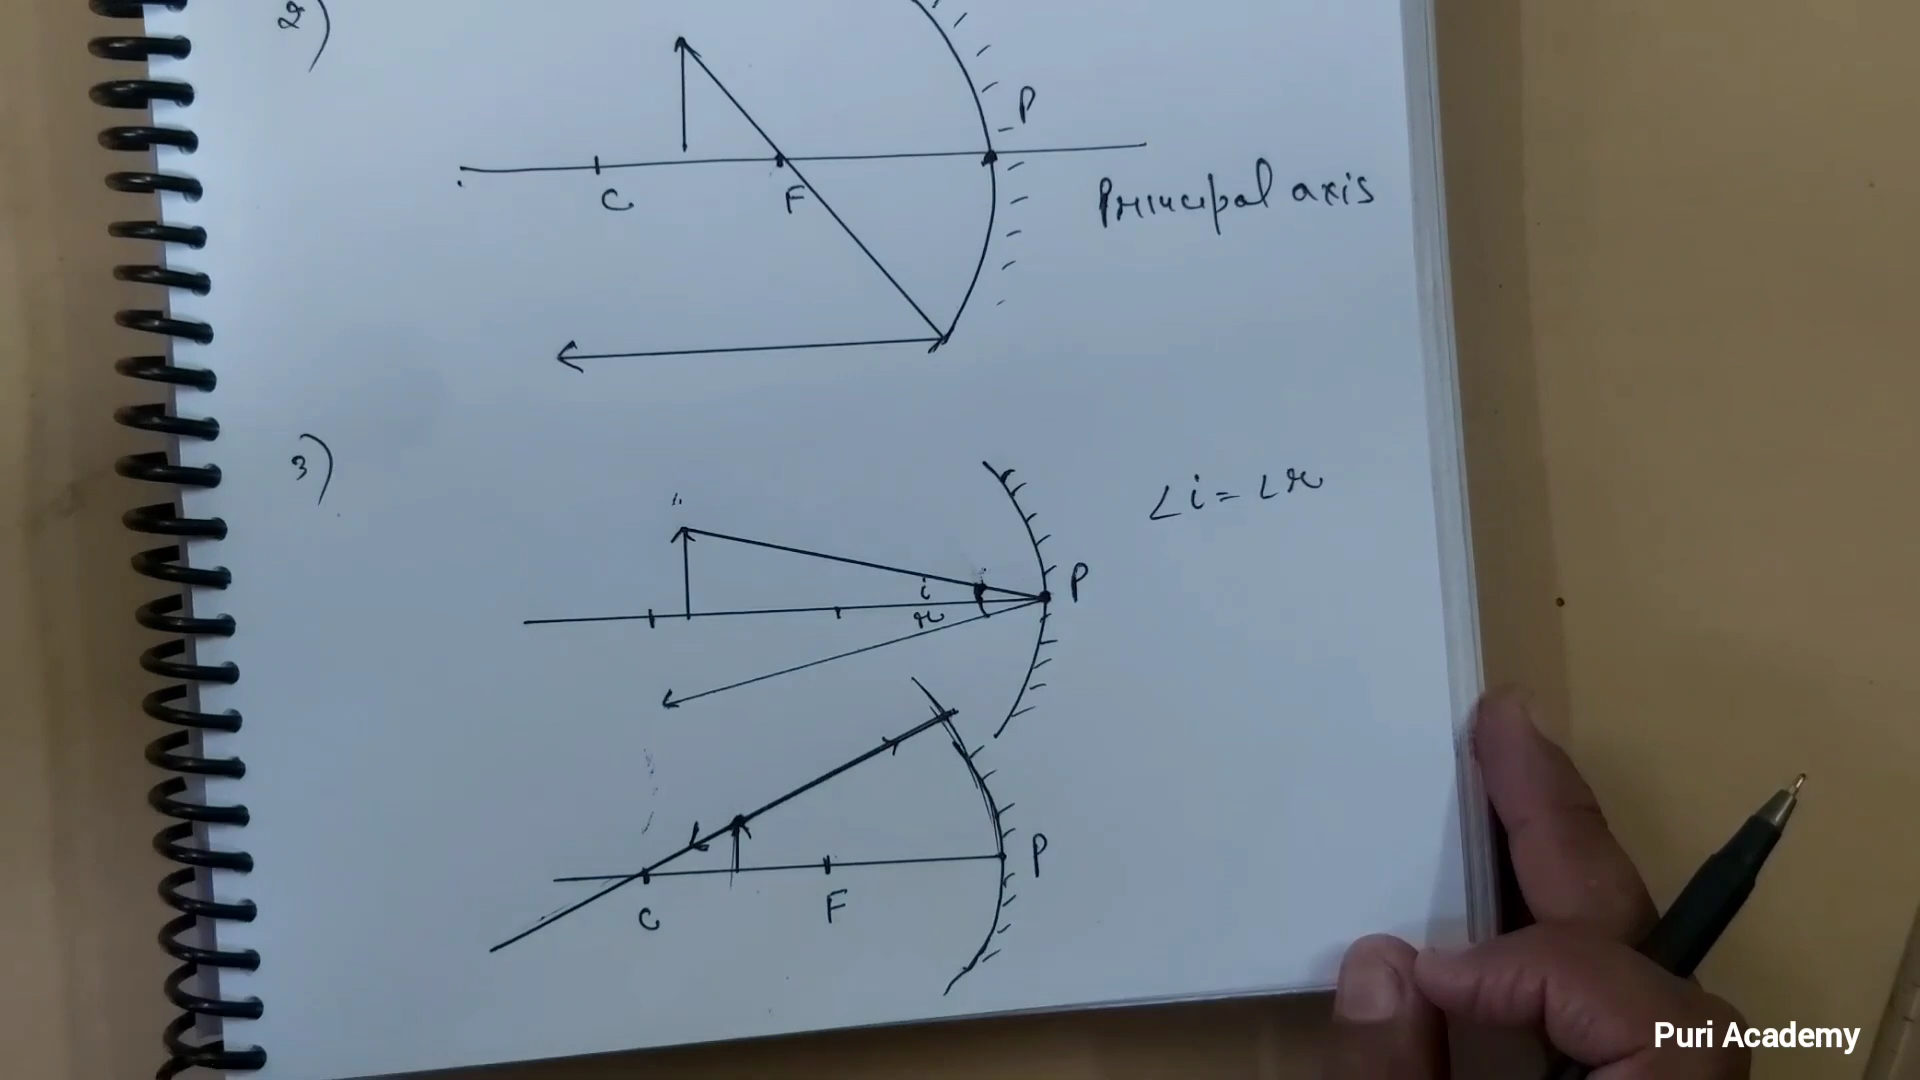 2)
P
C F
Principal axis
3)
∠i = ∠r
i
r
P
C F
P
Puri Academy